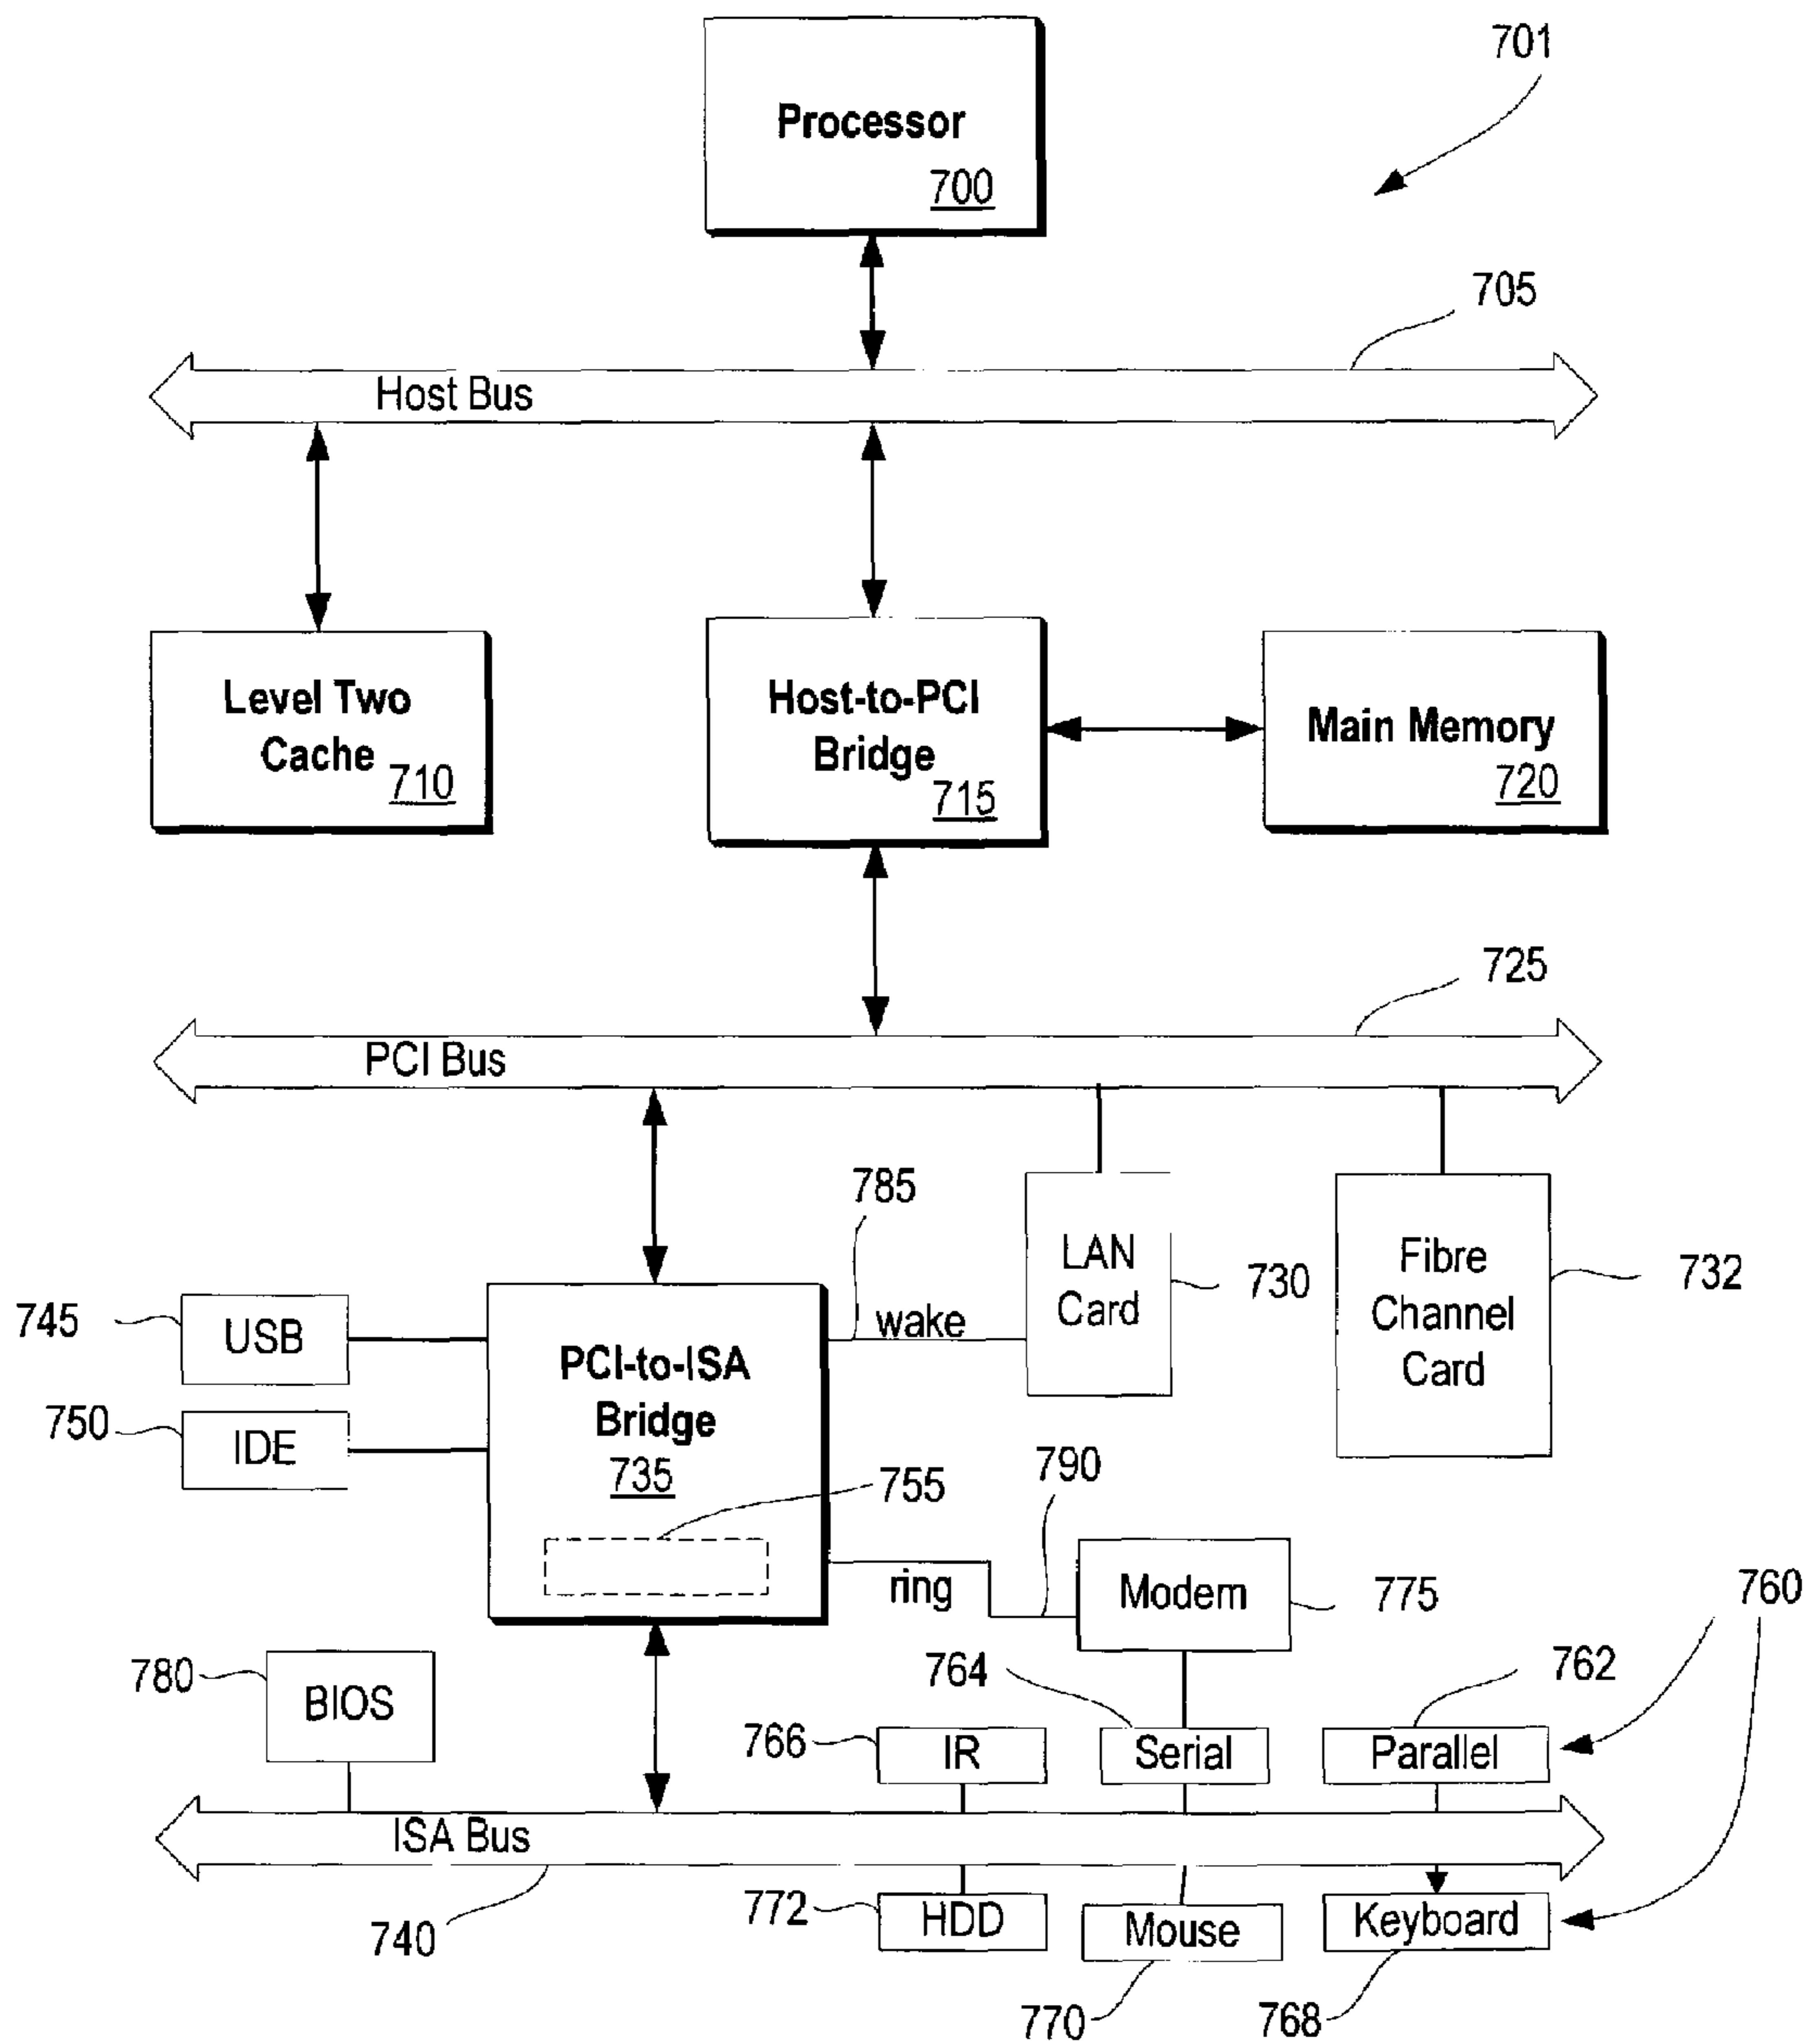 701
Processor
700
705
Host Bus
Level Two
Cache
710
Host-to-PCI
Bridge
715
Main Memory
720
725
PCI Bus
785
wake
LAN
Card
730
Fibre
Channel
Card
732
745
USB
750
IDE
PCI-to-ISA
Bridge
735
755
790
ring
Modem
775
760
780
BIOS
764
762
766
IR
Serial
Parallel
ISA Bus
740
772
HDD
Mouse
Keyboard
770
768